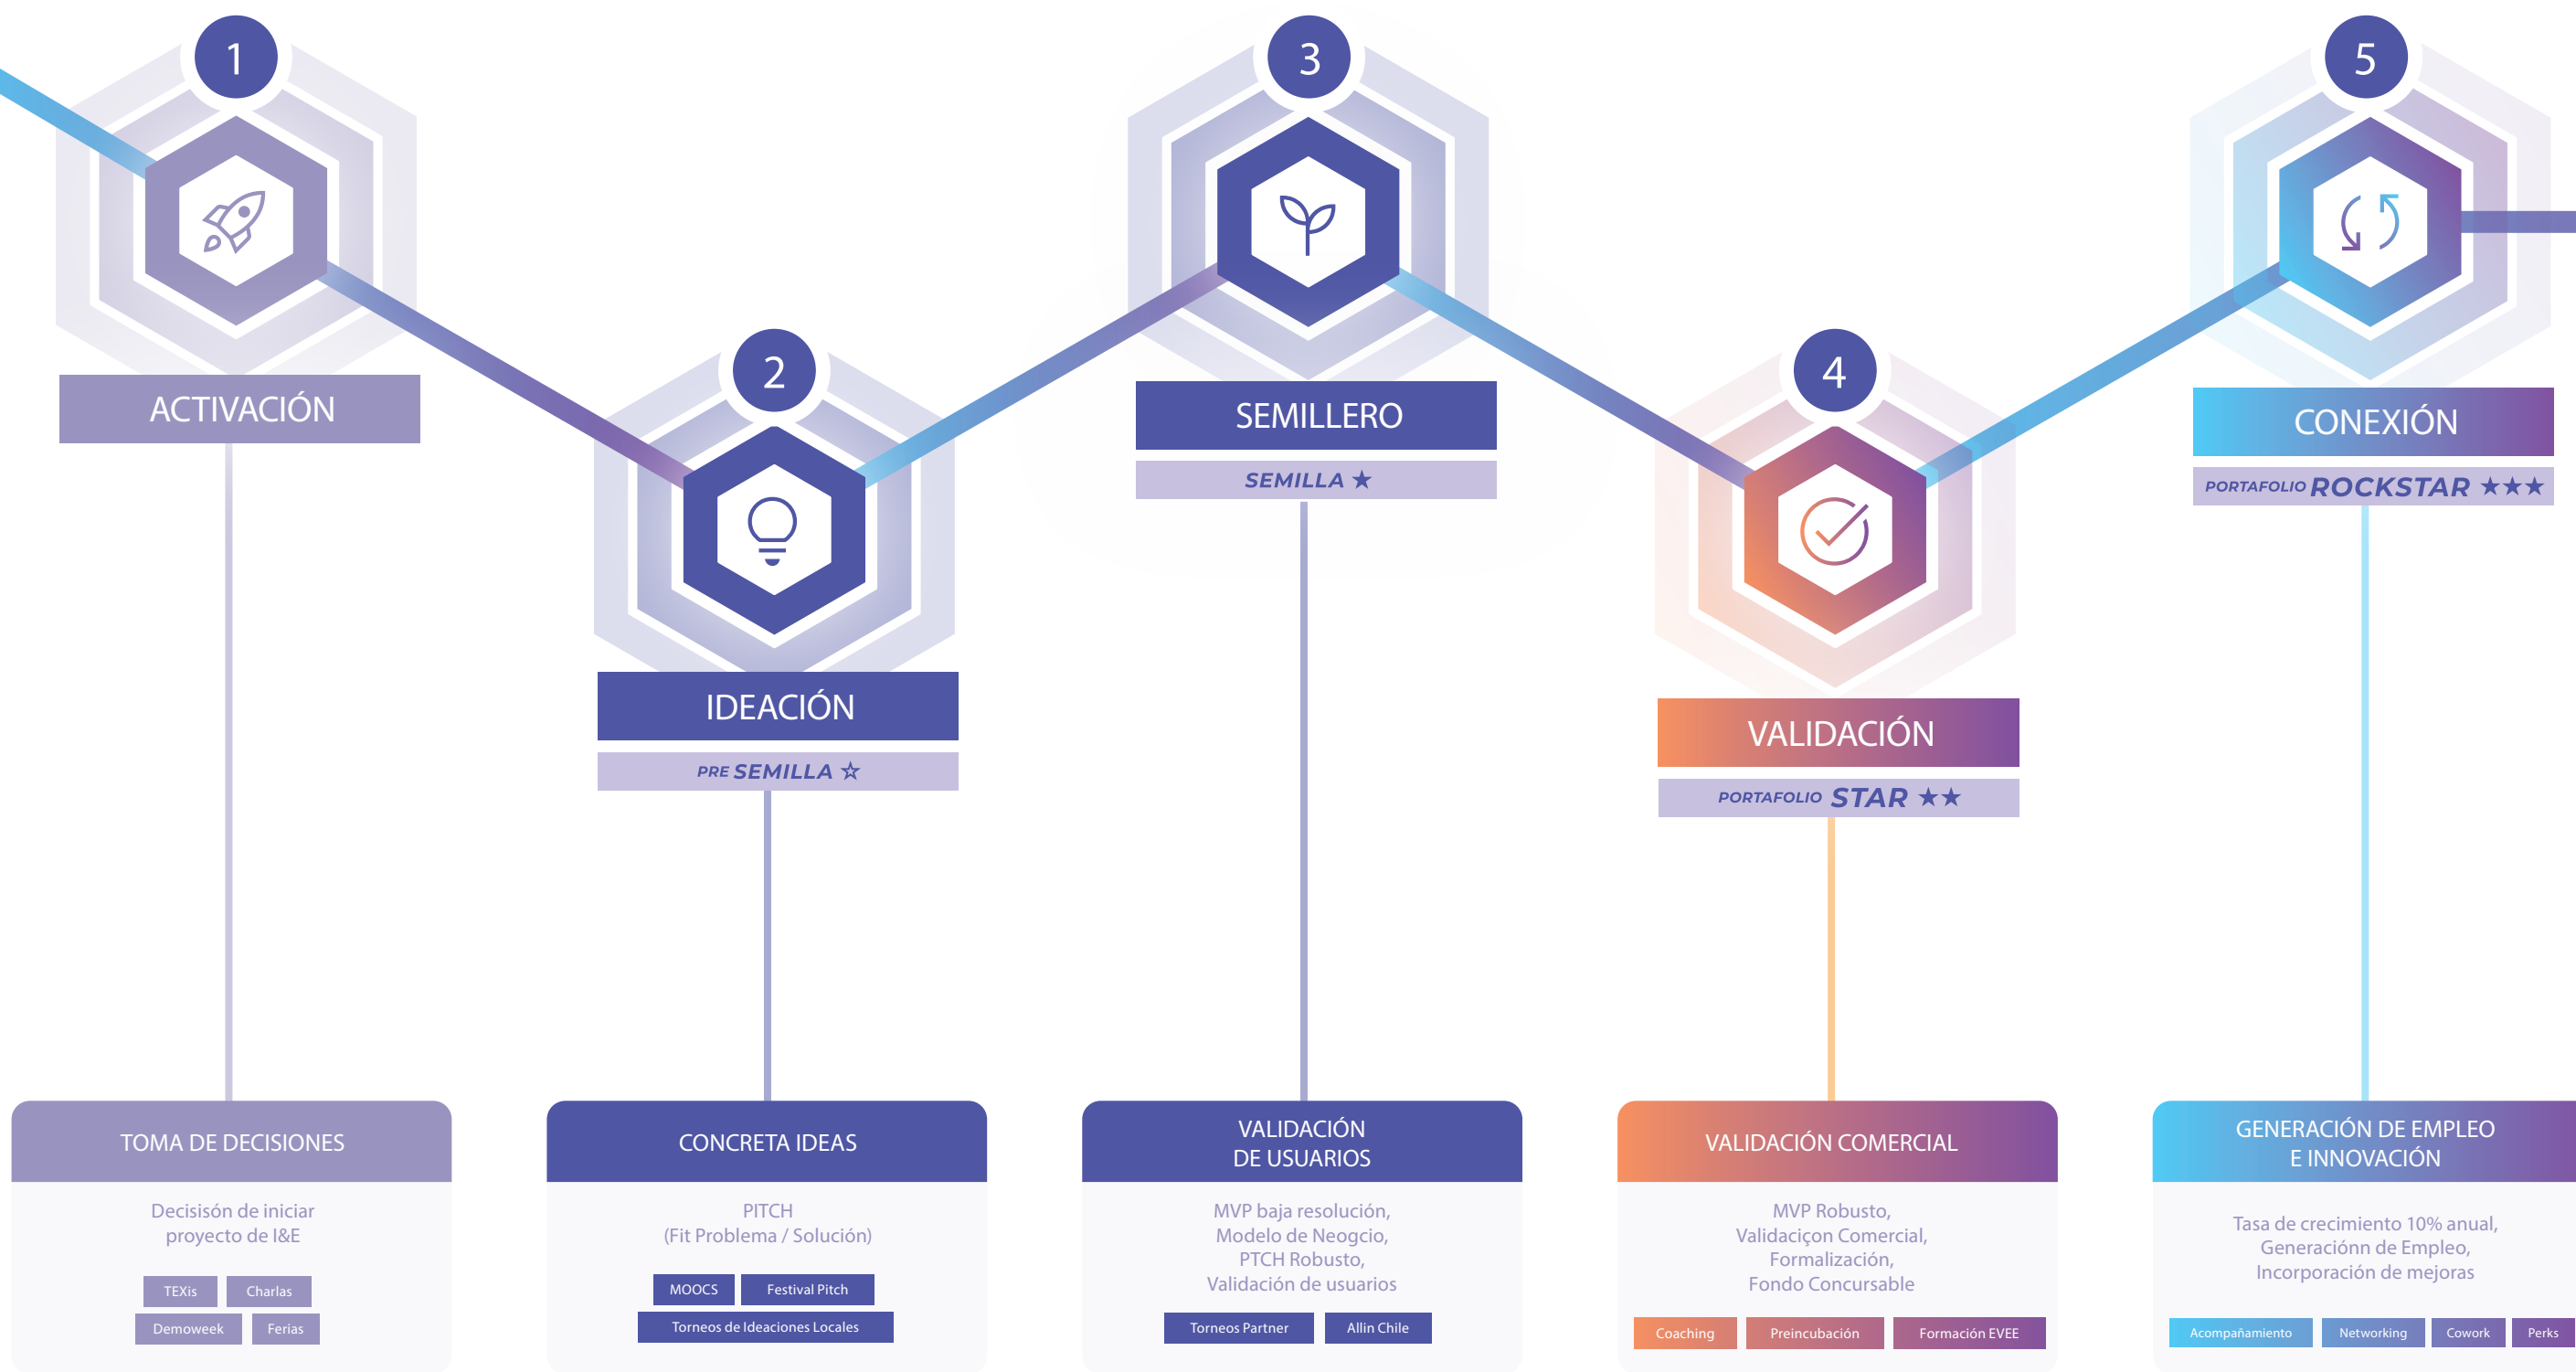 1
ACTIVACIÓN
TOMA DE DECISIONES
Decisisón de iniciar
proyecto de I&E
TEXis
Charlas
Demoweek
Ferias
2
IDEACIÓN
PRE SEMILLA ☆
CONCRETA IDEAS
PITCH
(Fit Problema / Solución)
MOOCS
Festival Pitch
Torneos de Ideaciones Locales
3
SEMILLERO
SEMILLA ★
VALIDACIÓN
DE USUARIOS
MVP baja resolución,
Modelo de Neogcio,
PTCH Robusto,
Validación de usuarios
Torneos Partner
Allin Chile
4
VALIDACIÓN
PORTAFOLIO STAR ★★
VALIDACIÓN COMERCIAL
MVP Robusto,
Validaciçon Comercial,
Formalización,
Fondo Concursable
Coaching
Preincubación
Formación EVEE
5
CONEXIÓN
PORTAFOLIO ROCKSTAR ★★★
GENERACIÓN DE EMPLEO
E INNOVACIÓN
Tasa de crecimiento 10% anual,
Generaciónn de Empleo,
Incorporación de mejoras
Acompañamiento
Networking
Cowork
Perks